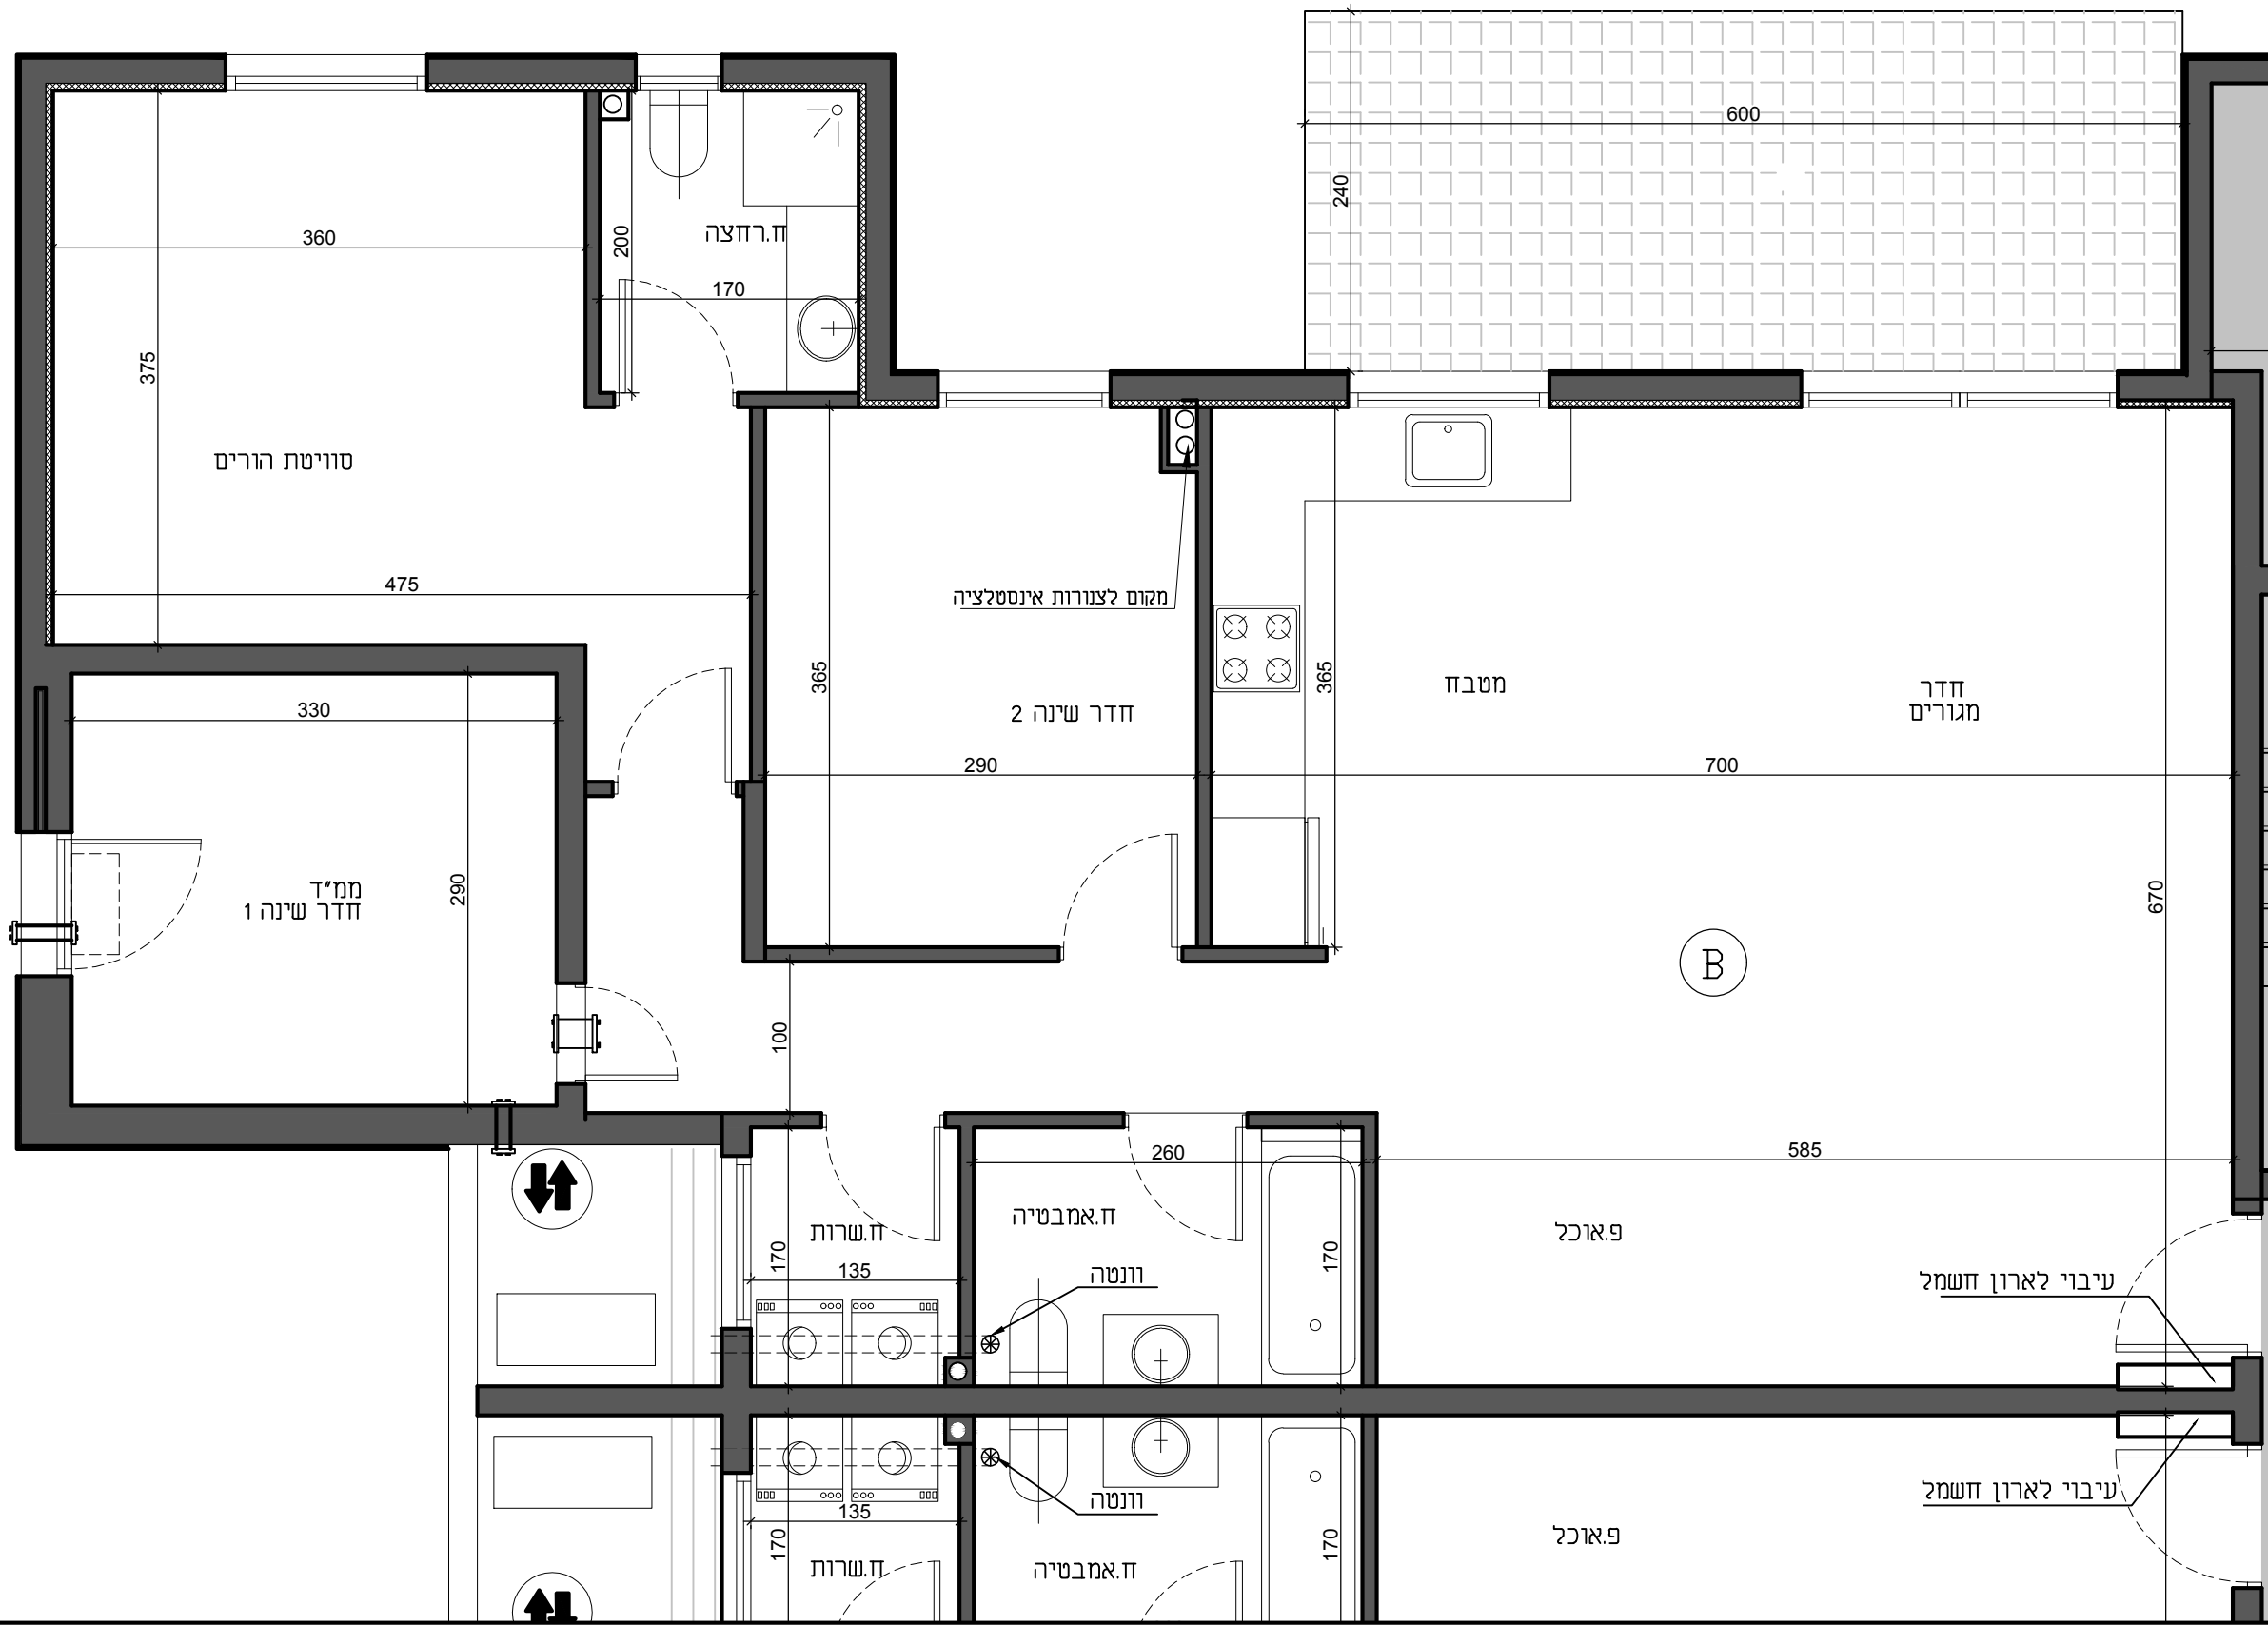 600
240
360
200
ח.רחצה
170
375
סוויטת הורים
475
מקום לצנורות אינסטלציה
365
365
מטבח
חדר
מגורים
330
חדר שינה 2
290
700
290
ממ"ד
חדר שינה 1
670
B
100
260
585
ח.שרות
ח.אמבטיה
פ.אוכל
170
170
135
וונטה
עיבוי לארון חשמל
וונטה
135
עיבוי לארון חשמל
170
170
ח.שרות
ח.אמבטיה
פ.אוכל